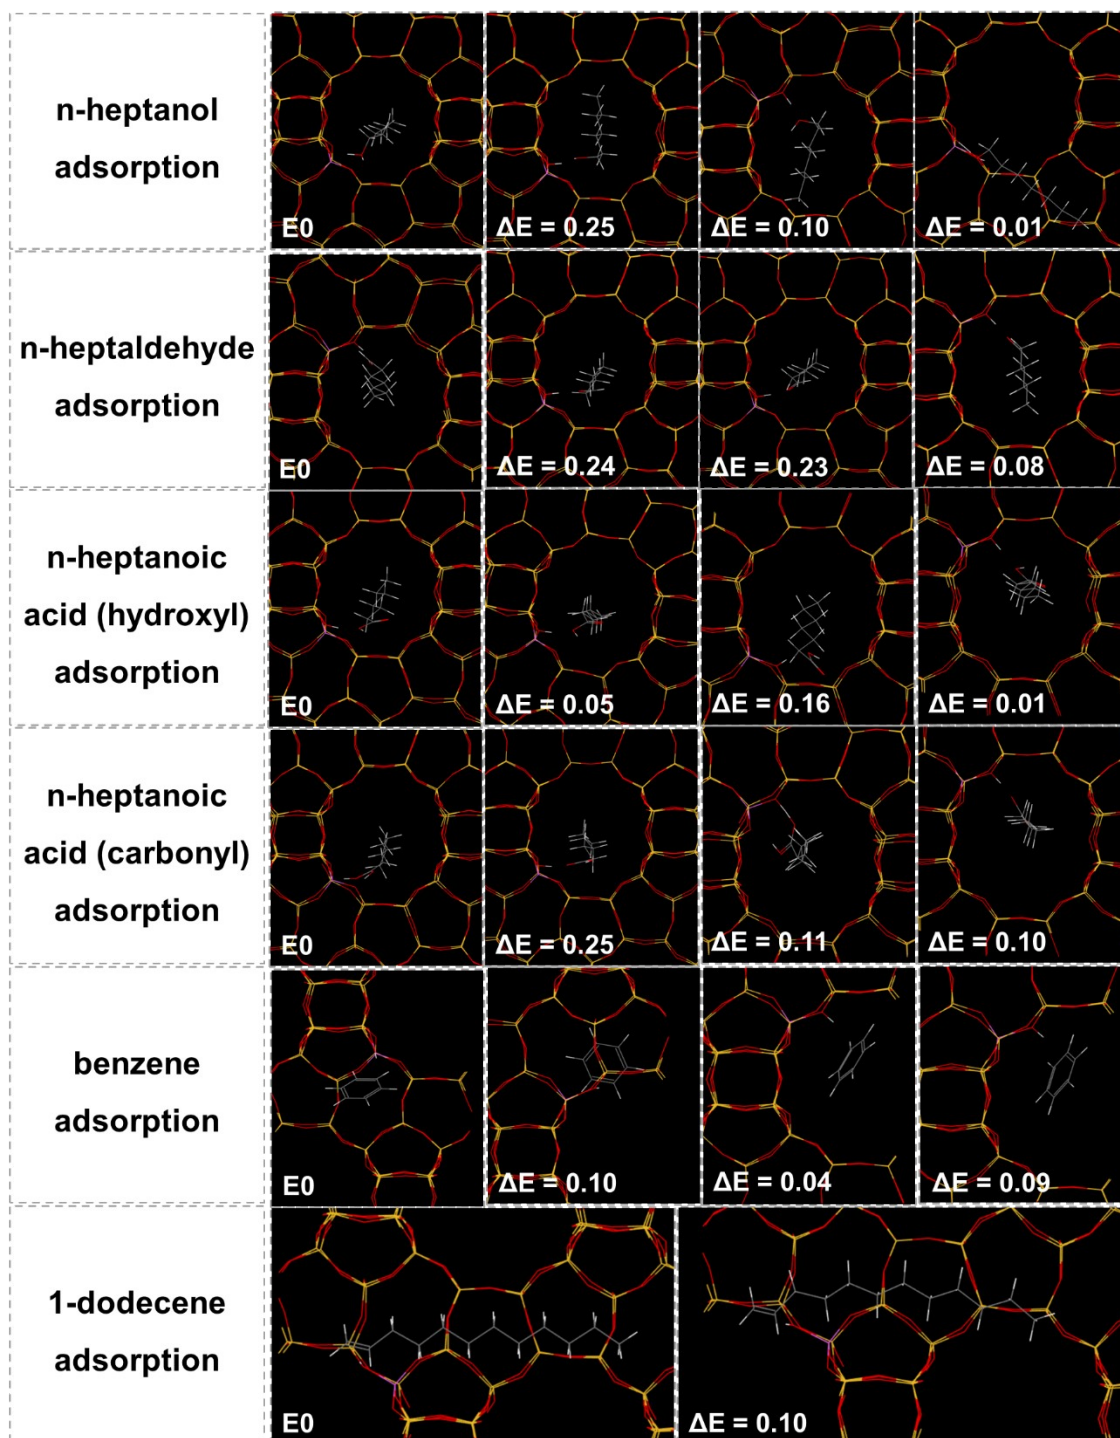 n-heptanol
adsorption
E0
ΔE = 0.25
ΔE = 0.10
ΔE = 0.01
n-heptaldehyde
adsorption
E0
ΔE = 0.24
ΔE = 0.23
ΔE = 0.08
n-heptanoic
acid (hydroxyl)
adsorption
E0
ΔE = 0.05
ΔE = 0.16
ΔE = 0.01
n-heptanoic
acid (carbonyl)
adsorption
E0
ΔE = 0.25
ΔE = 0.11
ΔE = 0.10
benzene
adsorption
E0
ΔE = 0.10
ΔE = 0.04
ΔE = 0.09
1-dodecene
adsorption
E0
ΔE = 0.10